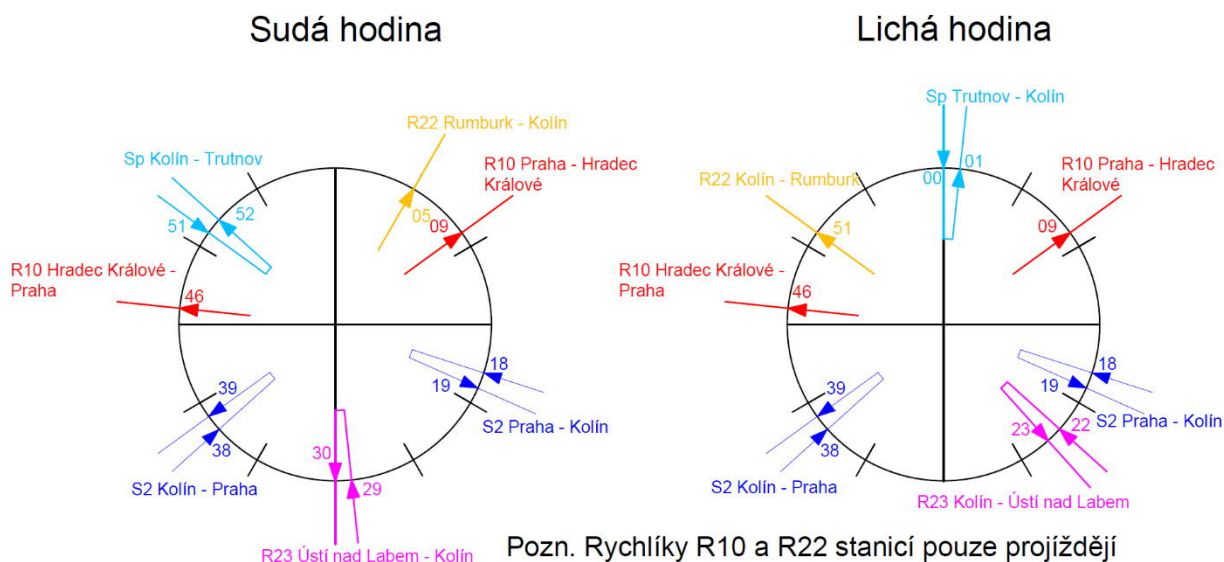 Sudá hodina
R22 Rumburk - Kolín
Sp Kolín - Trutnov
R10 Praha - Hradec
Králové
05
52
09
51
R10 Hradec Králové -
Praha
46
18
39
19
S2 Praha - Kolín
38
30
S2 Kolín - Praha
29
R23 Ústí nad Labem - Kolín
Lichá hodina
Sp Trutnov - Kolín
01
R10 Praha - Hradec
Králové
00
R22 Kolín - Rumburk
51
09
R10 Hradec Králové -
Praha
46
18
39
19
S2 Praha - Kolín
23
22
38
S2 Kolín - Praha
R23 Kolín - Ústí nad Labem
Pozn. Rychlíky R10 a R22 stanicí pouze projíždějí